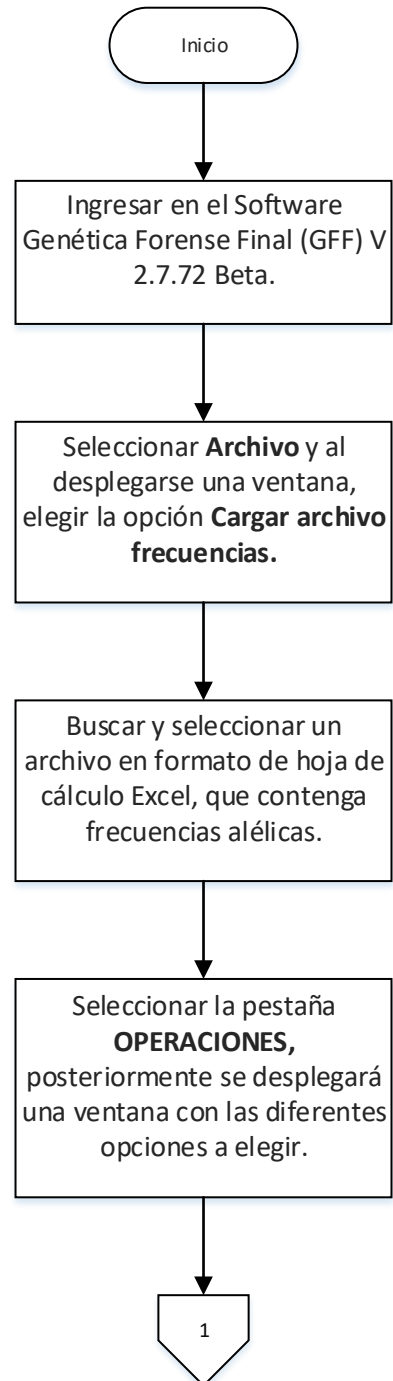 Inicio
Ingresar en el Software
Genética Forense Final (GFF) V
2.7.72 Beta.
Seleccionar Archivo y al
desplegarse una ventana,
elegir la opción Cargar archivo
frecuencias.
Buscar y seleccionar un
archivo en formato de hoja de
cálculo Excel, que contenga
frecuencias alélicas.
Seleccionar la pestaña
OPERACIONES,
posteriormente se desplegará
una ventana con las diferentes
opciones a elegir.
1